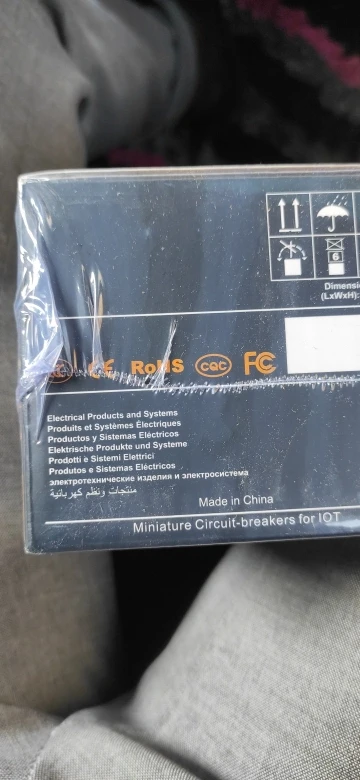 6
Dimensi
(LxWxH):
CE RoHS CQC FC
Electrical Products and Systems
Produits et Systèmes Électriques
Productos y Sistemas Eléctricos
Elektrische Produkte und Systeme
Prodotti e Sistemi Elettrici
Produtos e Sistemas Eléctricos
электротехнические изделия и электросистема
منتجات ونظم كهربائية
Made in China
Miniature Circuit-breakers for IOT